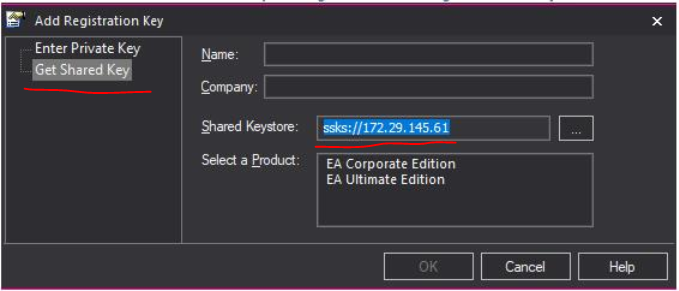 Add Registration Key
Enter Private Key
Get Shared Key
Name:
Company:
Shared Keystore: ssks://172.29.145.61 ...
Select a Product: EA Corporate Edition
EA Ultimate Edition
OK Cancel Help